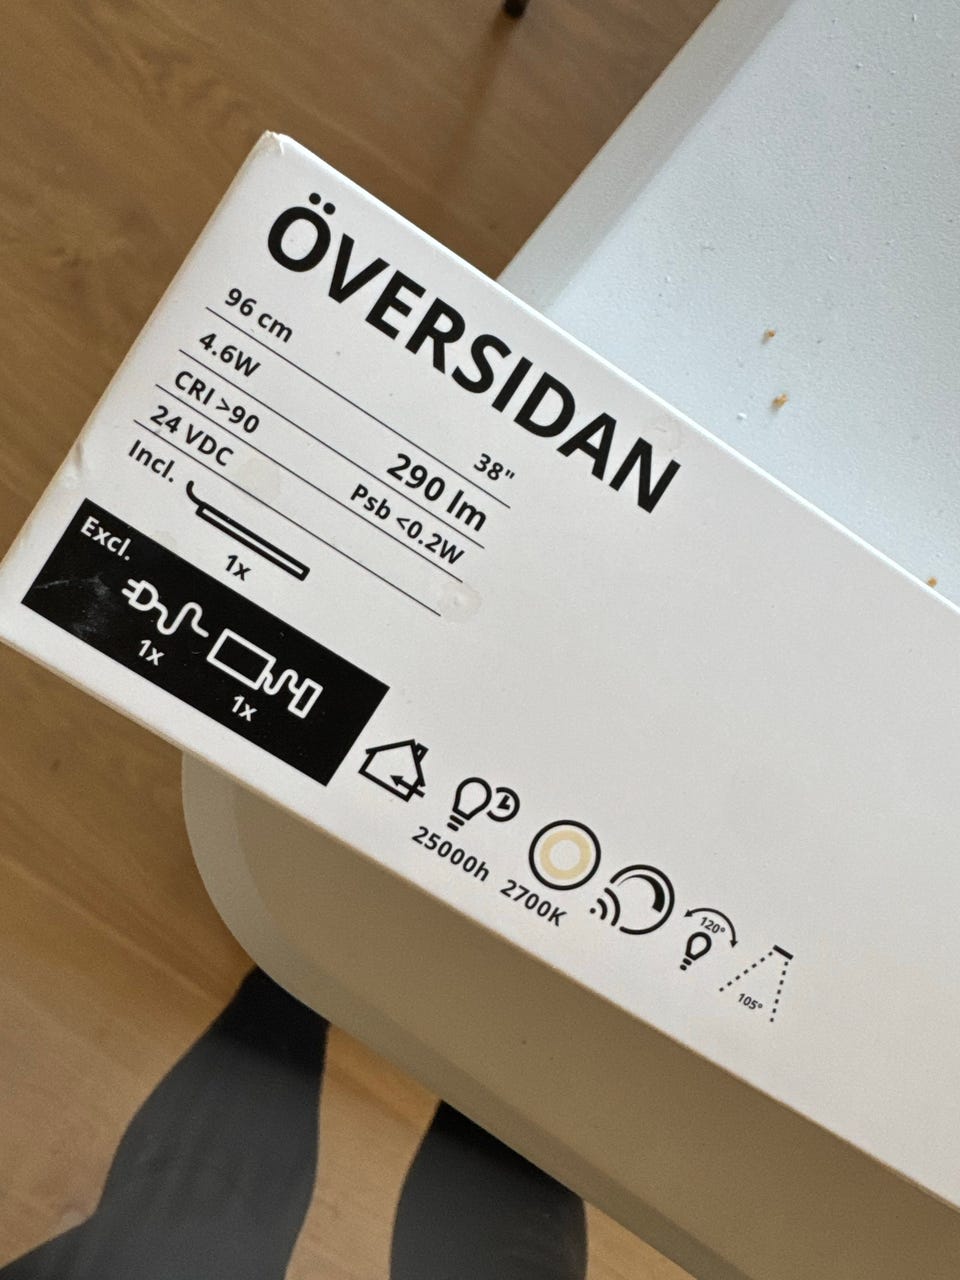 ÖVERSIDAN
96 cm 38"
4.6W 290 lm
CRI >90 Psb <0.2W
24 VDC
Incl. 1x
Excl.
1x 1x
25000h 2700K 120° 105°